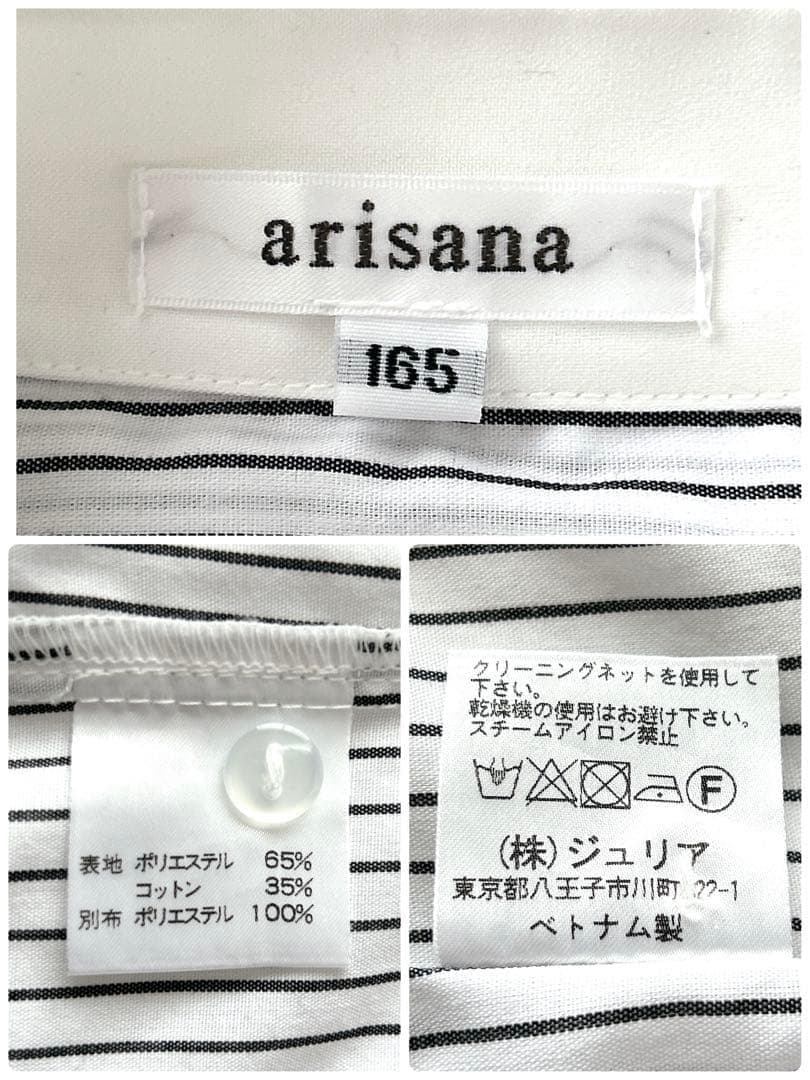 arisana
165
表地 ポリエステル 65%
コットン 35%
別布 ポリエステル 100%
クリーニングネットを使用して
下さい。
乾燥機の使用はお避け下さい。
スチームアイロン禁止
F
(株)ジュリア
東京都八王子市川町 22-1
ベトナム製